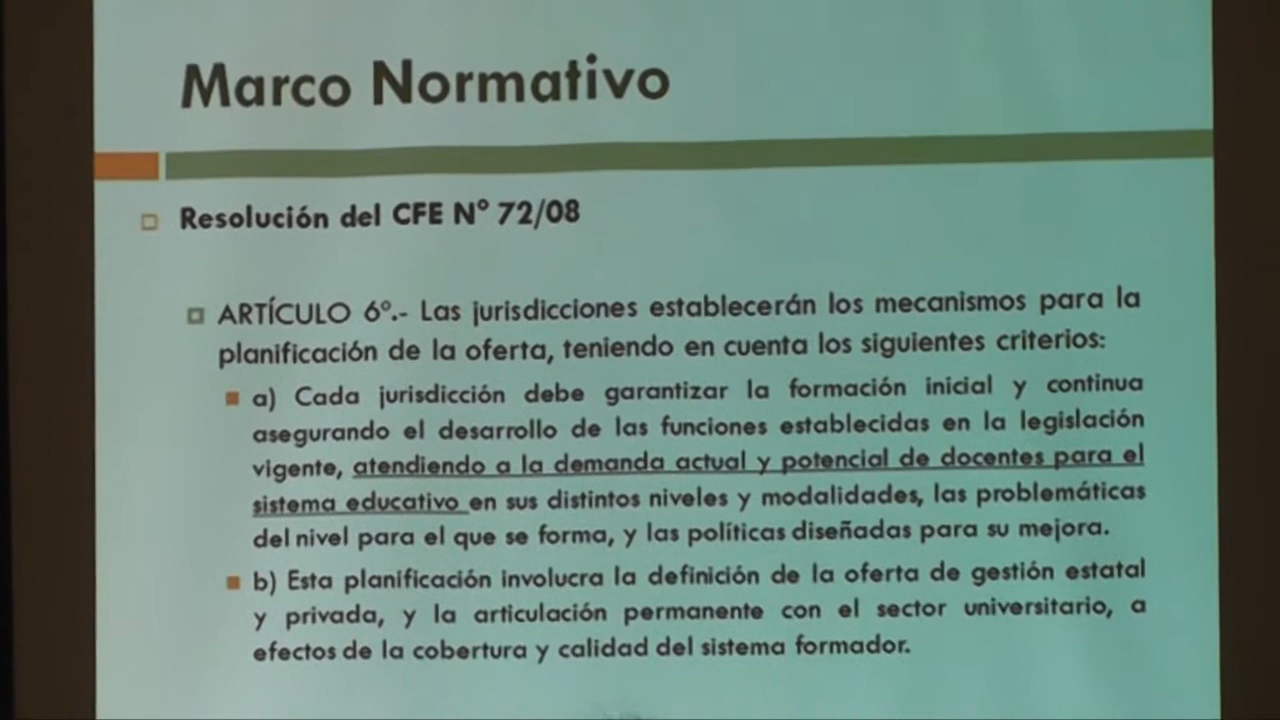 Marco Normativo
Resolución del CFE Nº 72/08
ARTÍCULO 6º.- Las jurisdicciones establecerán los mecanismos para la
planificación de la oferta, teniendo en cuenta los siguientes criterios:
a) Cada jurisdicción debe garantizar la formación inicial y continua
asegurando el desarrollo de las funciones establecidas en la legislación
vigente, atendiendo a la demanda actual y potencial de docentes para el
sistema educativo en sus distintos niveles y modalidades, las problemáticas
del nivel para el que se forma, y las políticas diseñadas para su mejora.
b) Esta planificación involucra la definición de la oferta de gestión estatal
y privada, y la articulación permanente con el sector universitario, a
efectos de la cobertura y calidad del sistema formador.